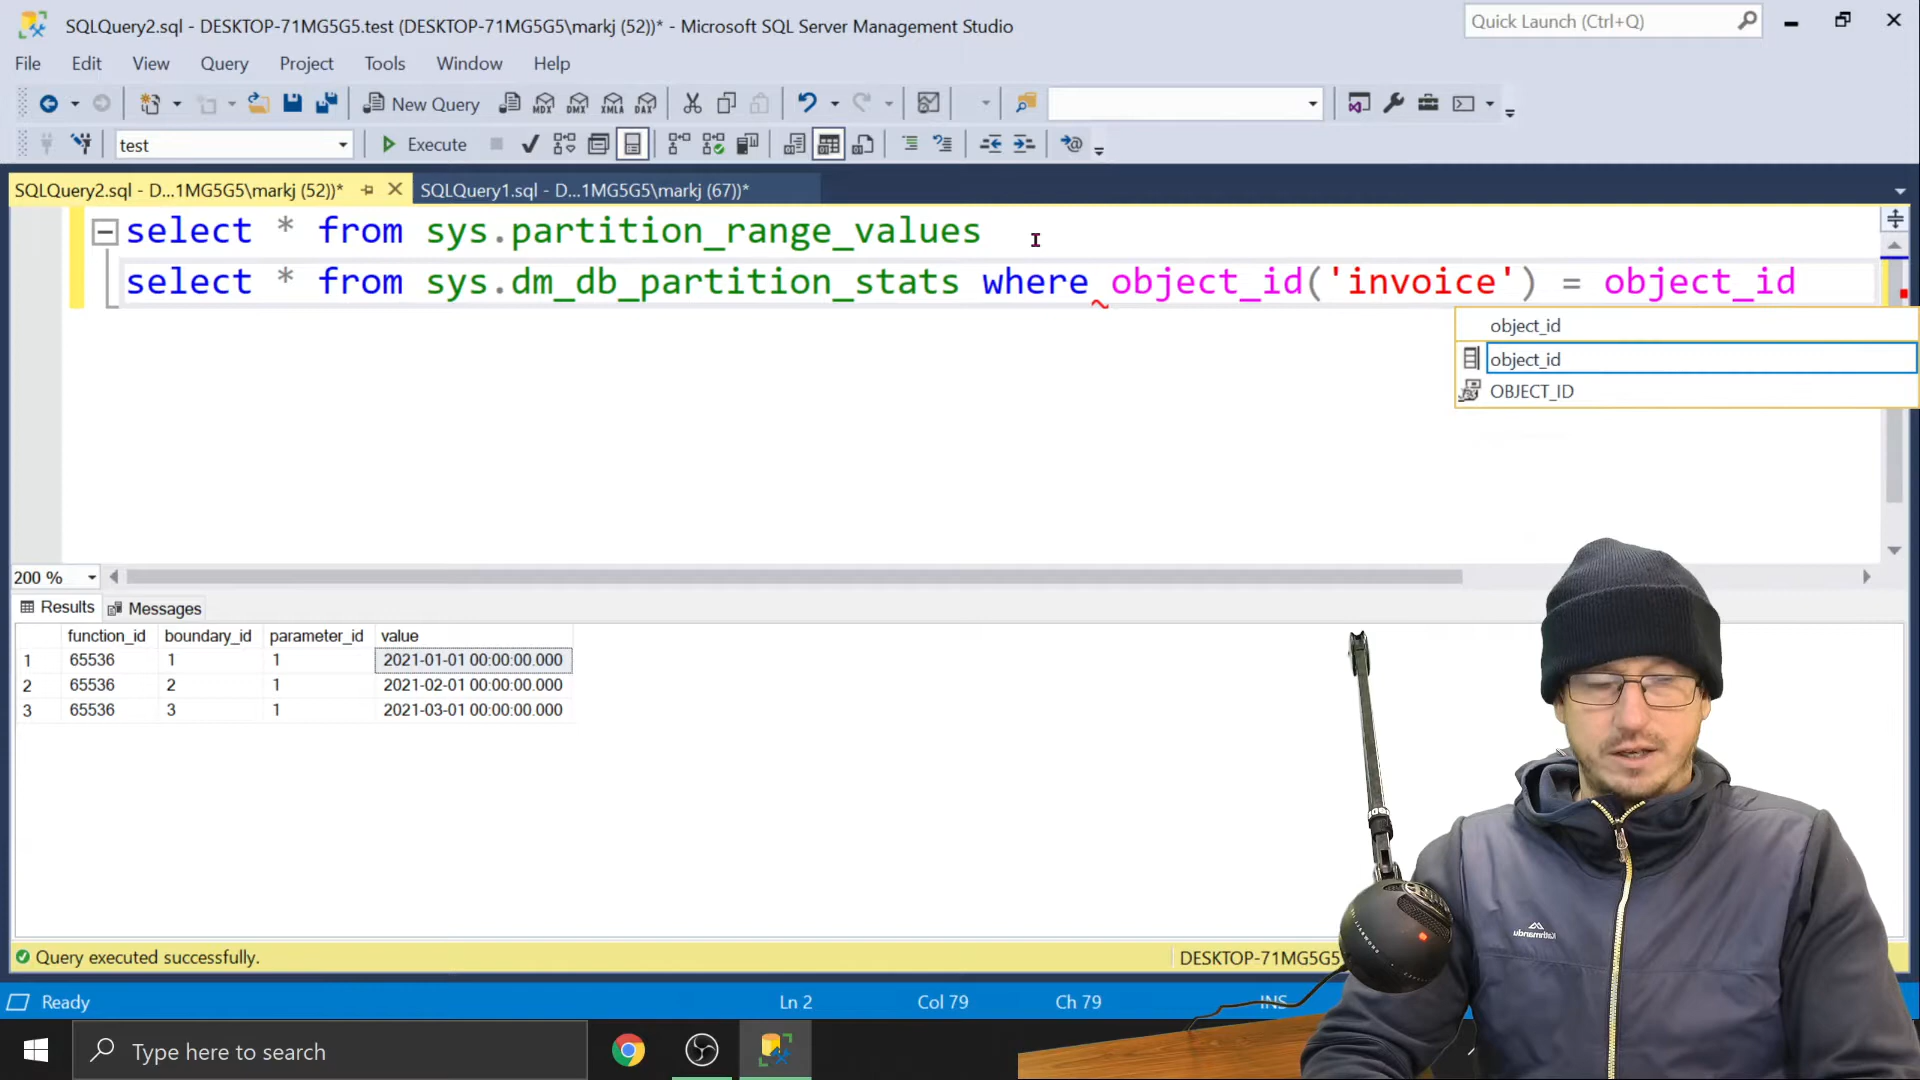 SQLQuery2.sql - DESKTOP-71MG5G5.test (DESKTOP-71MG5G5\markj (52))* - Microsoft SQL Server Management Studio
Quick Launch (Ctrl+Q)
File Edit View Query Project Tools Window Help
New Query MDX DMX XMLA DAX
test Execute
SQLQuery2.sql - D...1MG5G5\markj (52))* SQLQuery1.sql - D...1MG5G5\markj (67))*
select * from sys.partition_range_values
select * from sys.dm_db_partition_stats where object_id('invoice') = object_id
object_id
object_id
OBJECT_ID
200 %
Results Messages
function_id boundary_id parameter_id value
1 65536 1 1 2021-01-01 00:00:00.000
2 65536 2 1 2021-02-01 00:00:00.000
3 65536 3 1 2021-03-01 00:00:00.000
Query executed successfully. DESKTOP-71MG5G5
Ready Ln 2 Col 79 Ch 79 INS
Type here to search
Kathmandu